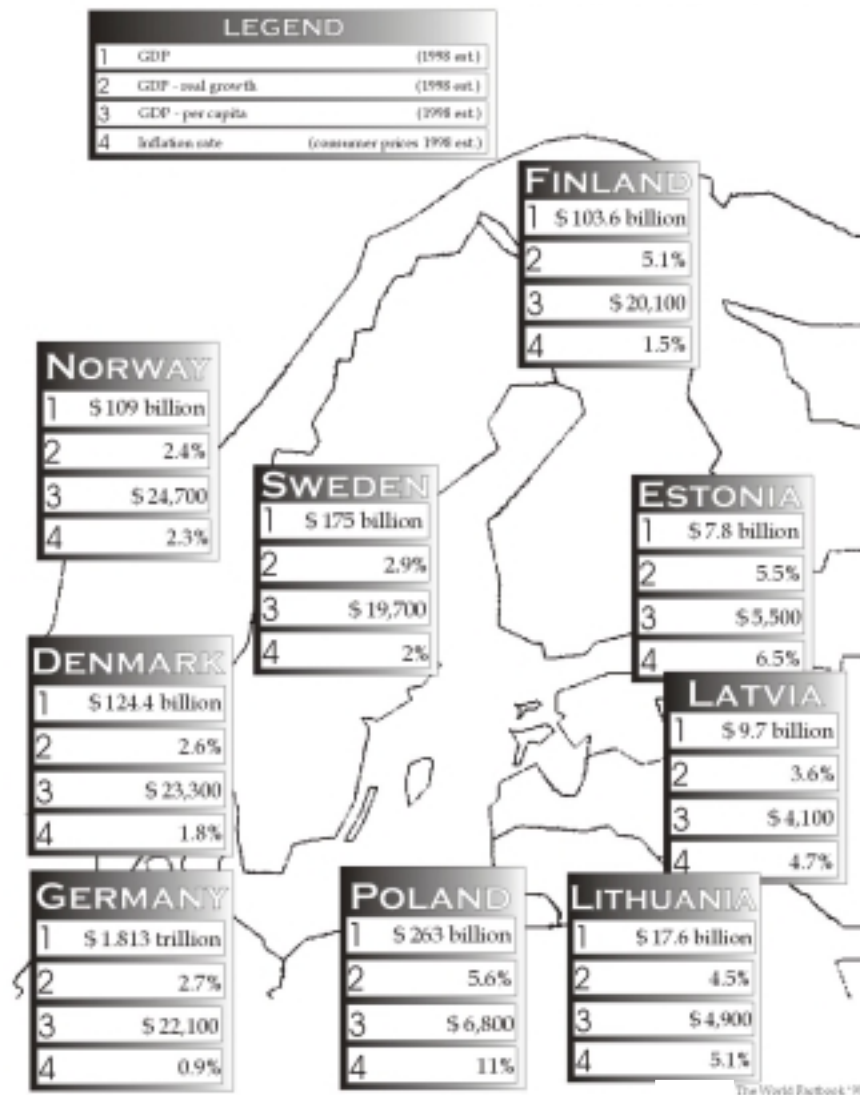 LEGEND
1 GDP (1998 est.)
2 GDP - real growth (1998 est.)
3 GDP - per capita (1998 est.)
4 Inflation rate (consumer prices 1998 est.)
FINLAND
1 $ 103.6 billion
2 5.1%
3 $ 20,100
4 1.5%
NORWAY
1 $ 109 billion
2 2.4%
3 $ 24,700
4 2.3%
SWEDEN
1 $ 175 billion
2 2.9%
3 $ 19,700
4 2%
ESTONIA
1 $ 7.8 billion
2 5.5%
3 $ 5,500
4 6.5%
DENMARK
1 $ 124.4 billion
2 2.6%
3 $ 23,300
4 1.8%
LATVIA
1 $ 9.7 billion
2 3.6%
3 $ 4,100
4 4.7%
GERMANY
1 $ 1.813 trillion
2 2.7%
3 $ 22,100
4 0.9%
POLAND
1 $ 263 billion
2 5.6%
3 $ 6,800
4 11%
LITHUANIA
1 $ 17.6 billion
2 4.5%
3 $ 4,900
4 5.1%
The World Factbook